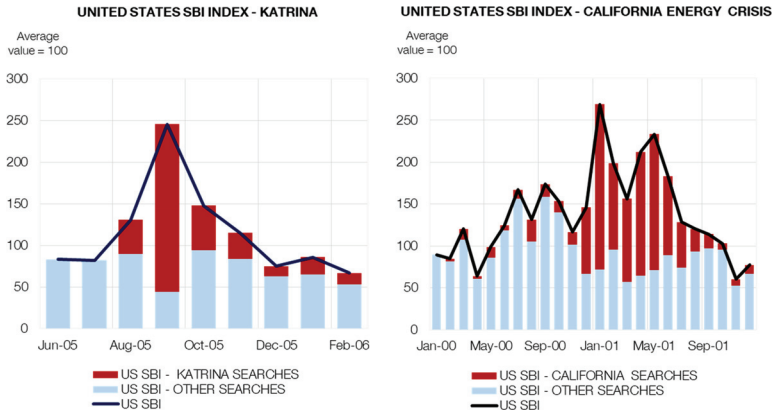 UNITED STATES SBI INDEX - KATRINA
Average
value = 100
300
250
200
150
100
50
0
Jun-05 Aug-05 Oct-05 Dec-05 Feb-06
US SBI - KATRINA SEARCHES
US SBI - OTHER SEARCHES
US SBI
UNITED STATES SBI INDEX - CALIFORNIA ENERGY CRISIS
Average
value = 100
300
250
200
150
100
50
0
Jan-00 May-00 Sep-00 Jan-01 May-01 Sep-01
US SBI - CALIFORNIA SEARCHES
US SBI - OTHER SEARCHES
US SBI